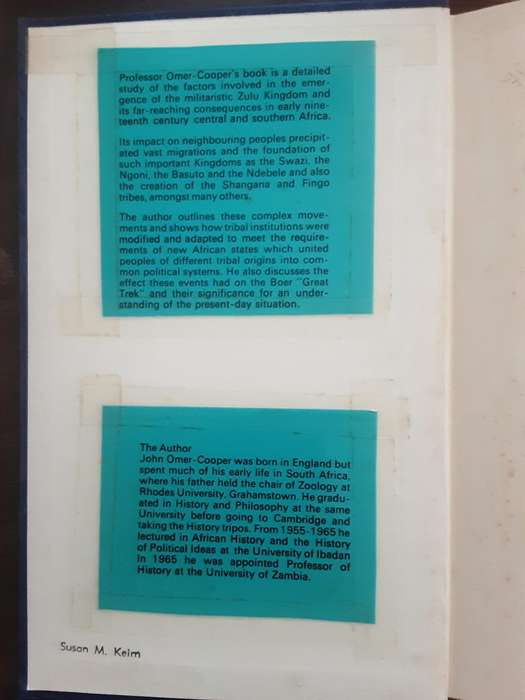 Professor Omer-Cooper's book is a detailed
study of the factors involved in the emer-
gence of the militaristic Zulu Kingdom and
its far-reaching consequences in early nine-
teenth century central and southern Africa.
Its impact on neighbouring peoples precipit-
ated vast migrations and the foundation of
such important Kingdoms as the Swazi, the
Ngoni, the Basuto and the Ndebele and also
the creation of the Shangana and Fingo
tribes, amongst many others.
The author outlines these complex move-
ments and shows how tribal institutions were
modified and adapted to meet the require-
ments of new African states which united
peoples of different tribal origins into com-
mon political systems. He also discusses the
effect these events had on the Boer "Great
Trek" and their significance for an under-
standing of the present-day situation.
The Author
John Omer-Cooper was born in England but
spent much of his early life in South Africa,
where his father held the chair of Zoology at
Rhodes University, Grahamstown. He gradu-
ated in History and Philosophy at the same
University before going to Cambridge and
taking the History tripos. From 1955-1965 he
lectured in African History and the History
of Political Ideas at the University of Ibadan
In 1965 he was appointed Professor of
History at the University of Zambia.
Susan M. Keim